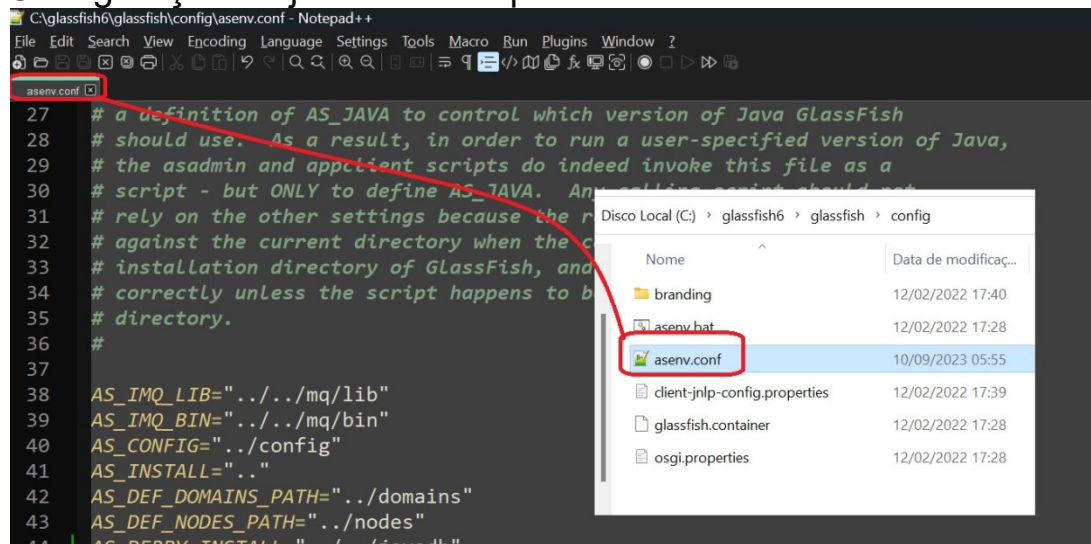 C:\glassfish6\glassfish\config\asenv.conf - Notepad++
File Edit Search View Encoding Language Settings Tools Macro Run Plugins Window ?
asenv.conf
27 # a definition of AS_JAVA to control which version of Java GlassFish
28 # should use. As a result, in order to run a user-specified version of Java,
29 # the asadmin and appclient scripts do indeed invoke this file as a
30 # script - but ONLY to define AS_JAVA. Any calling script should not
31 # rely on the other settings because the r
32 # against the current directory when the c
33 # installation directory of GlassFish, and
34 # correctly unless the script happens to b
35 # directory.
36 #
37
38 AS_IMQ_LIB="../../mq/lib"
39 AS_IMQ_BIN="../../mq/bin"
40 AS_CONFIG="../config"
41 AS_INSTALL=".."
42 AS_DEF_DOMAINS_PATH="../domains"
43 AS_DEF_NODES_PATH="../nodes"
Disco Local (C:) > glassfish6 > glassfish > config
Nome Data de modificaç...
branding 12/02/2022 17:40
asenv.bat 12/02/2022 17:28
asenv.conf 10/09/2023 05:55
client-jnlp-config.properties 12/02/2022 17:39
glassfish.container 12/02/2022 17:28
osgi.properties 12/02/2022 17:28